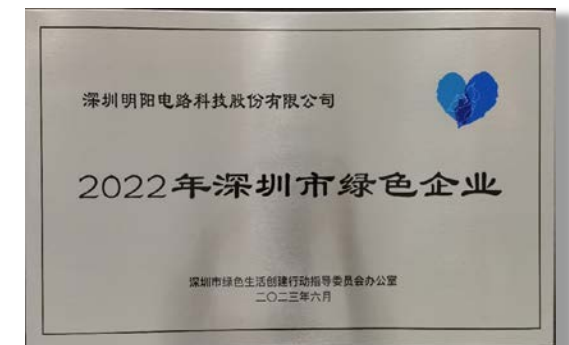 深圳明阳电路科技股份有限公司
2022年深圳市绿色企业
深圳市绿色生活创建行动指导委员会办公室
二〇二三年六月